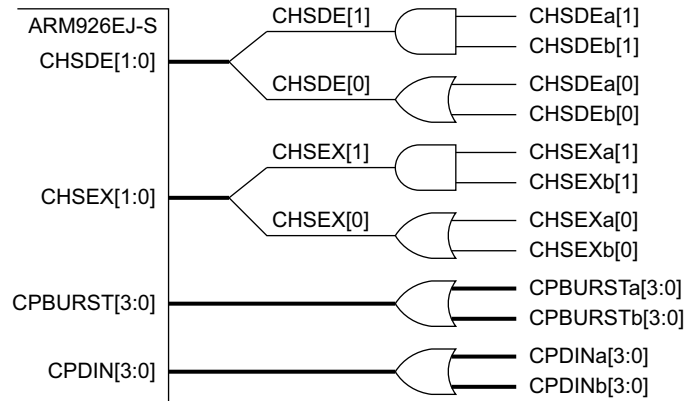 ARM926EJ-S
CHSDE[1:0]
CHSDE[1]
CHSDEa[1]
CHSDEb[1]
CHSDE[0]
CHSDEa[0]
CHSDEb[0]
CHSEX[1:0]
CHSEX[1]
CHSEXa[1]
CHSEXb[1]
CHSEX[0]
CHSEXa[0]
CHSEXb[0]
CPBURST[3:0]
CPBURSTa[3:0]
CPBURSTb[3:0]
CPDIN[3:0]
CPDINa[3:0]
CPDINb[3:0]